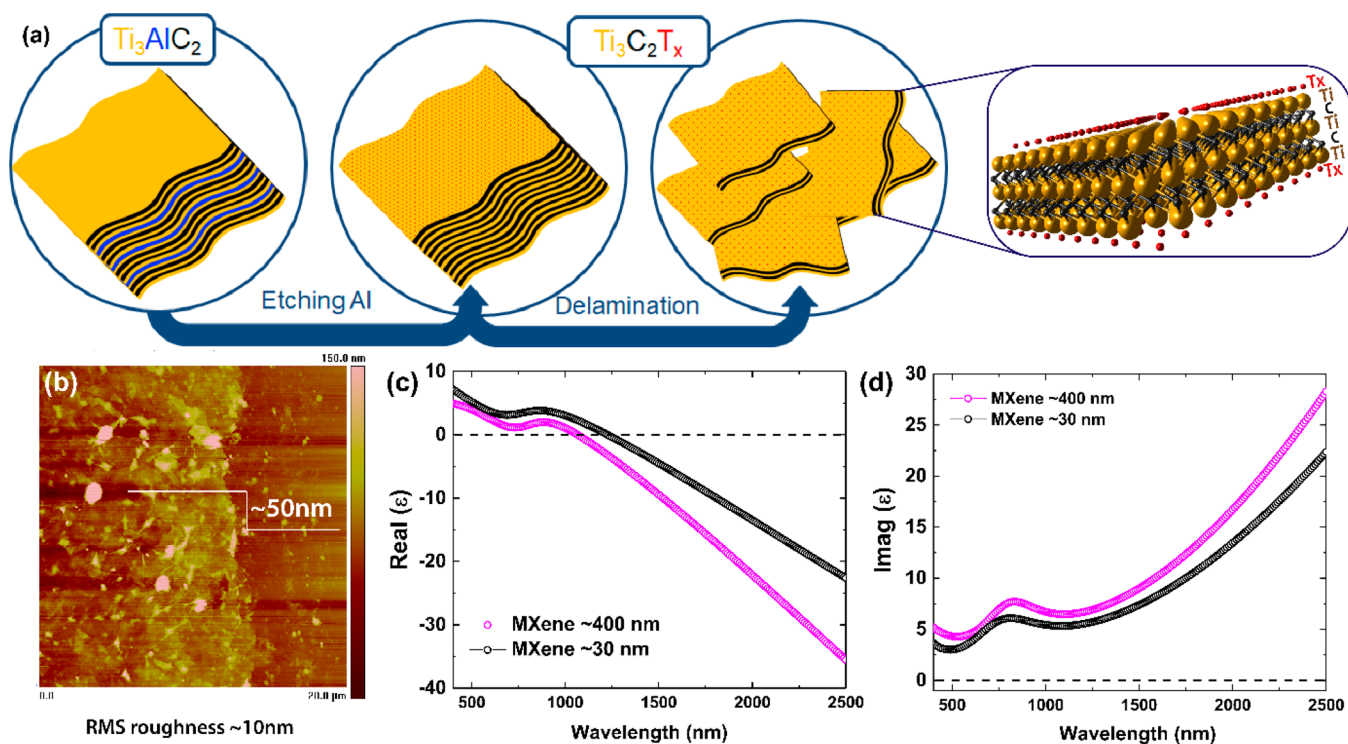 (a)
Ti₃AlC₂
Ti₃C₂Tₓ
Etching Al
Delamination
Tx
Ti
C
Ti
C
Ti
Tx
(b)
150.0 nm
~50nm
0.0
20.0 µm
RMS roughness ~10nm
(c)
10
0
-10
-20
-30
-40
Real (ε)
MXene ~400 nm
MXene ~30 nm
500
1000
1500
2000
2500
Wavelength (nm)
(d)
30
25
20
15
10
5
0
Imag (ε)
MXene ~400 nm
MXene ~30 nm
500
1000
1500
2000
2500
Wavelength (nm)